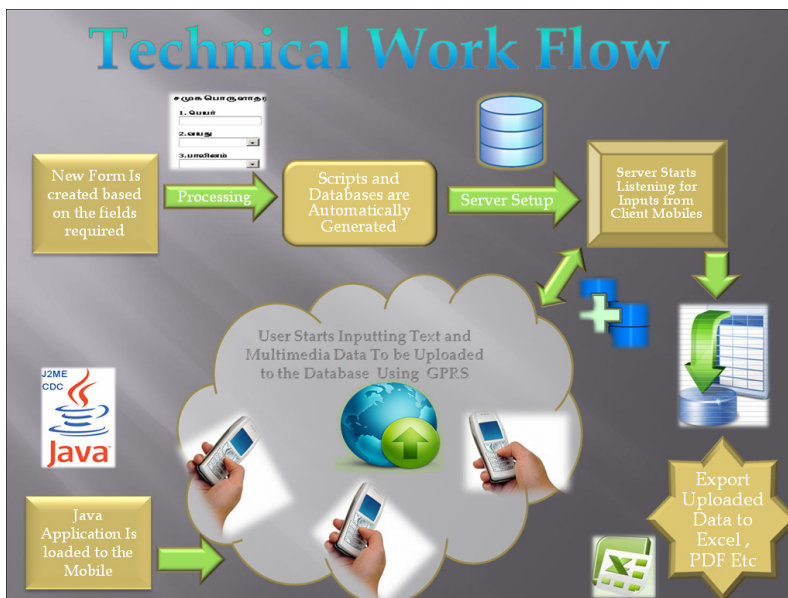 Technical Work Flow
சமூக பொருளாதார
1. பெயர்
2.வயது
3.பாலினம்
New Form Is
created based
on the fields
required
Processing
Scripts and
Databases are
Automatically
Generated
Server Setup
Server Starts
Listening for
Inputs from
Client Mobiles
User Starts Inputting Text and
Multimedia Data To be Uploaded
to the Database Using GPRS
J2ME
CDC
Java
Java
Application Is
loaded to the
Mobile
Export
Uploaded
Data to
Excel ,
PDF Etc